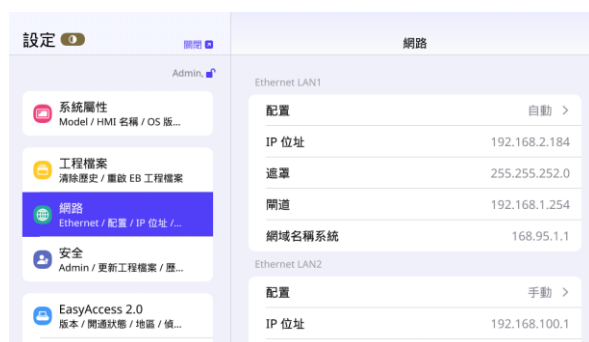 設定
關閉
Admin,
系統屬性
Model / HMI 名稱 / OS 版...
工程檔案
清除歷史 / 重啟 EB 工程檔案
網路
Ethernet / 配置 / IP 位址 /...
安全
Admin / 更新工程檔案 / 歷...
EasyAccess 2.0
版本 / 開通狀態 / 地區 / 偵...
網路
Ethernet LAN1
配置 自動 >
IP 位址 192.168.2.184
遮罩 255.255.252.0
閘道 192.168.1.254
網域名稱系統 168.95.1.1
Ethernet LAN2
配置 手動 >
IP 位址 192.168.100.1